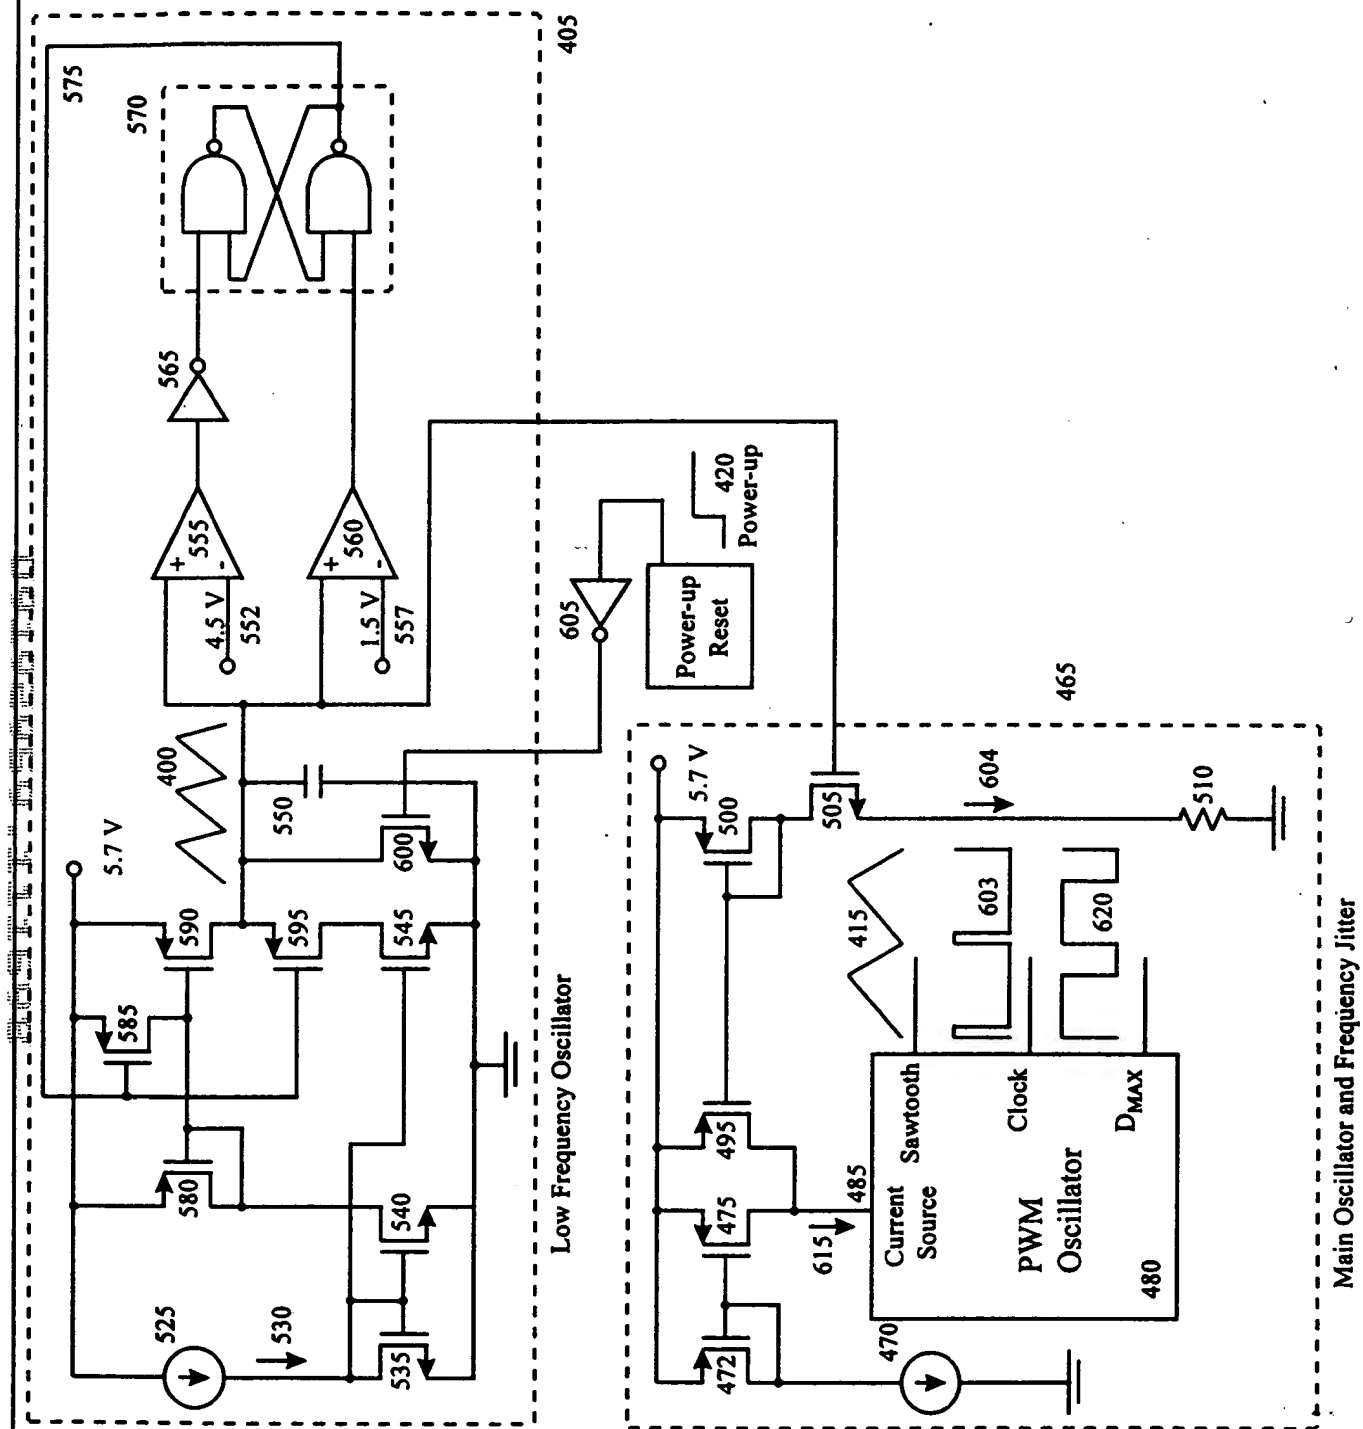 405
575
570
565
555
+
-
4.5 V
552
560
+
-
1.5 V
557
400
550
600
5.7 V
590
595
545
585
580
540
525
530
535
Low Frequency Oscillator
605
Power-up
Reset
420
Power-up
465
5.7 V
500
505
604
510
495
475
472
470
485
615
415
603
620
Current
Source
Sawtooth
Clock
DMAX
PWM
Oscillator
480
Main Oscillator and Frequency Jitter